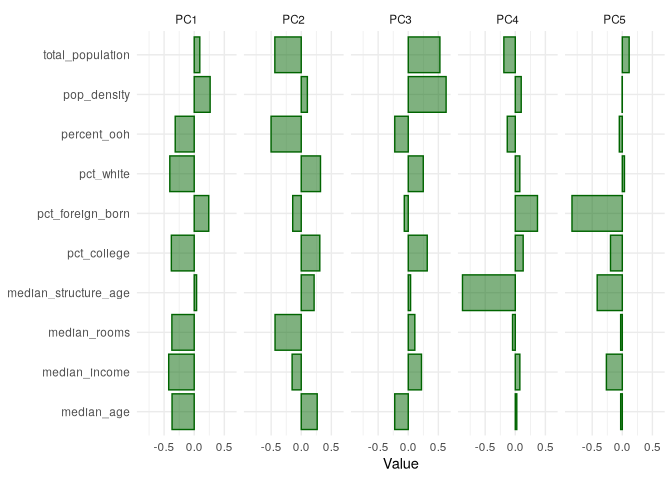 PC1 PC2 PC3 PC4 PC5
total_population
pop_density
percent_ooh
pct_white
pct_foreign_born
pct_college
median_structure_age
median_rooms
median_income
median_age
-0.5 0.0 0.5 -0.5 0.0 0.5 -0.5 0.0 0.5 -0.5 0.0 0.5 -0.5 0.0 0.5
Value